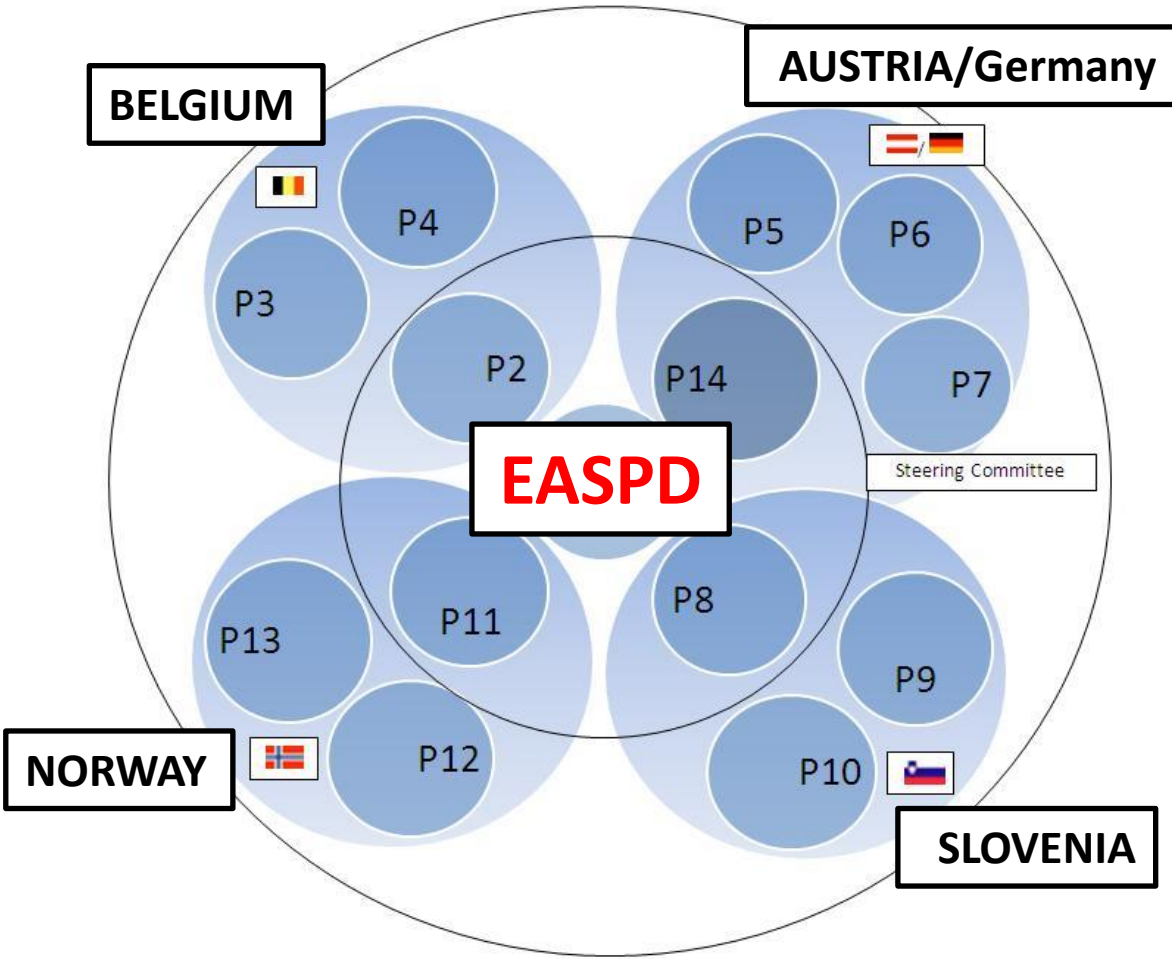 AUSTRIA/Germany
BELGIUM
/
P4
P5
P6
P3
P2
P14
P7
EASPD
Steering Committee
P11
P8
P13
P9
P12
P10
NORWAY
SLOVENIA